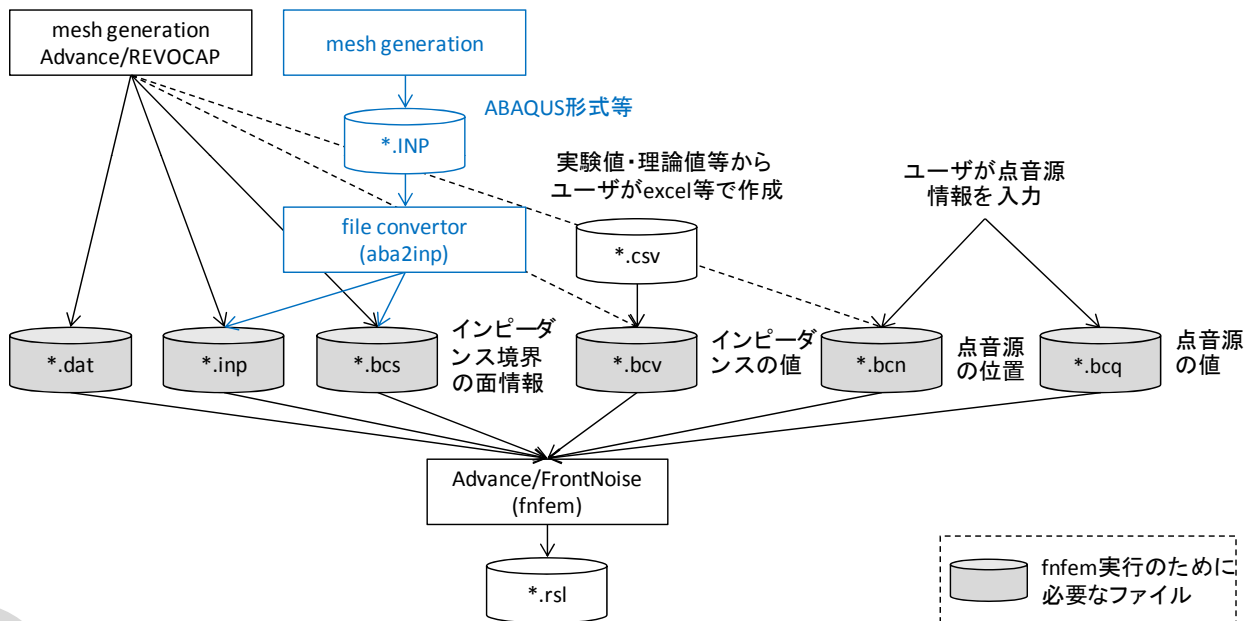 mesh generation
Advance/REVOCAP
mesh generation
ABAQUS形式等
*.INP
実験値・理論値等から
ユーザがexcel等で作成
ユーザが点音源
情報を入力
file convertor
(aba2inp)
*.csv
*.dat
*.inp
*.bcs
インピーダ
ンス境界
の面情報
*.bcv
インピーダ
ンスの値
*.bcn
点音源
の位置
*.bcq
点音源
の値
Advance/FrontNoise
(fnfem)
*.rsl
fnfem実行のために
必要なファイル